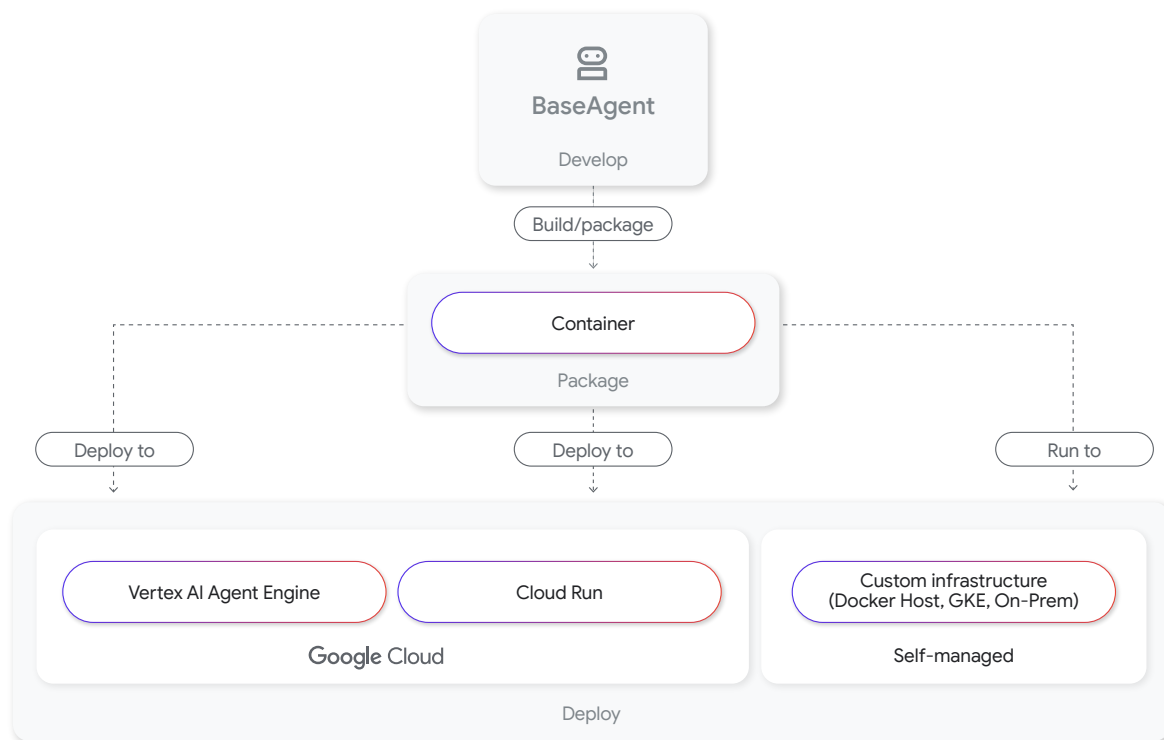 BaseAgent
Develop
Build/package
Container
Package
Deploy to
Deploy to
Run to
Vertex AI Agent Engine
Cloud Run
Custom infrastructure
(Docker Host, GKE, On-Prem)
Google Cloud
Self-managed
Deploy